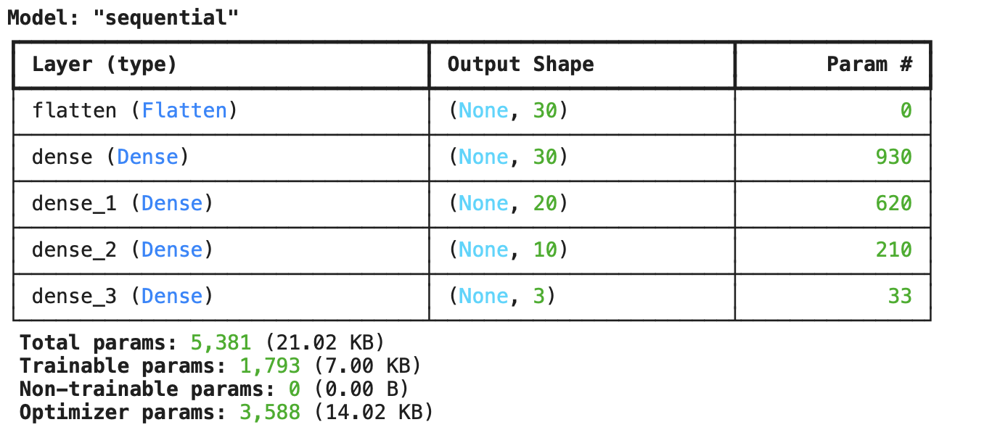 Model: "sequential"
Layer (type) Output Shape Param #
flatten (Flatten) (None, 30) 0
dense (Dense) (None, 30) 930
dense_1 (Dense) (None, 20) 620
dense_2 (Dense) (None, 10) 210
dense_3 (Dense) (None, 3) 33
Total params: 5,381 (21.02 KB)
Trainable params: 1,793 (7.00 KB)
Non-trainable params: 0 (0.00 B)
Optimizer params: 3,588 (14.02 KB)